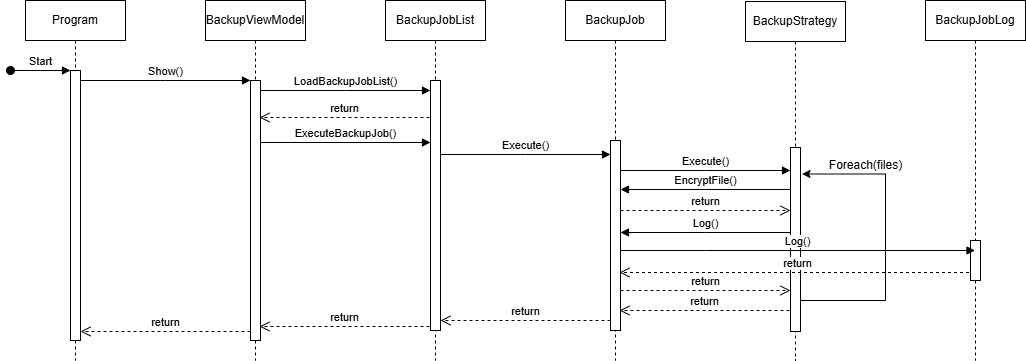 Program
BackupViewModel
BackupJobList
BackupJob
BackupStrategy
BackupJobLog
Start
Show()
LoadBackupJobList()
return
ExecuteBackupJob()
Execute()
Execute()
Foreach(files)
EncryptFile()
return
Log()
Log()
return
return
return
return
return
return